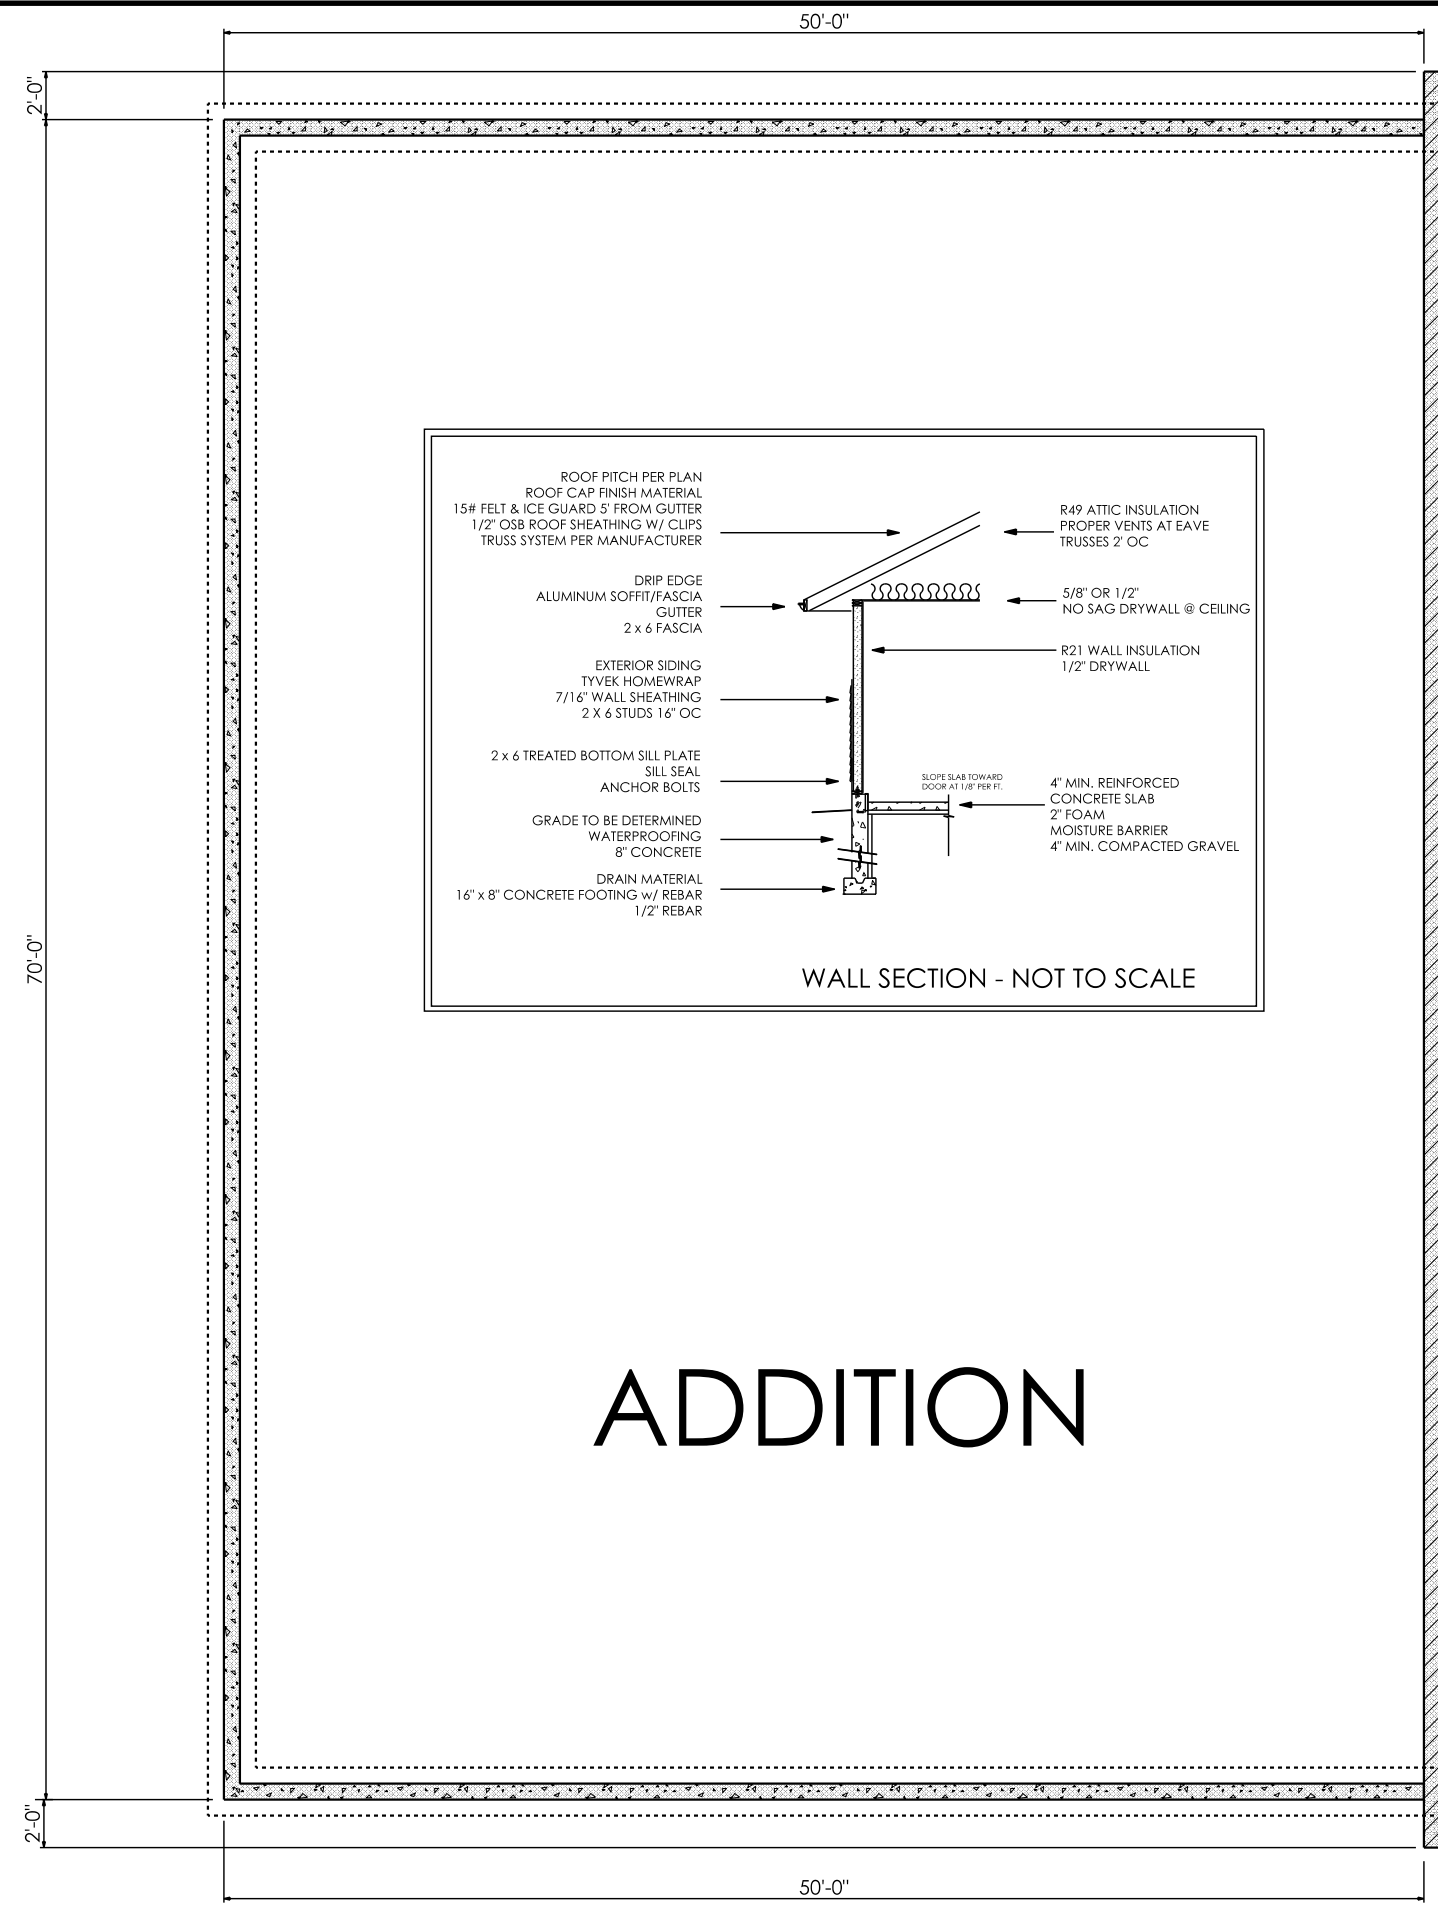 50'-0"
2'-0"
ROOF PITCH PER PLAN
ROOF CAP FINISH MATERIAL
15# FELT & ICE GUARD 5' FROM GUTTER
1/2" OSB ROOF SHEATHING W/ CLIPS
TRUSS SYSTEM PER MANUFACTURER
R49 ATTIC INSULATION
PROPER VENTS AT EAVE
TRUSSES 2' OC
DRIP EDGE
ALUMINUM SOFFIT/FASCIA
GUTTER
2 x 6 FASCIA
5/8" OR 1/2"
NO SAG DRYWALL @ CEILING
R21 WALL INSULATION
1/2" DRYWALL
EXTERIOR SIDING
TYVEK HOMEWRAP
7/16" WALL SHEATHING
2 X 6 STUDS 16" OC
2 x 6 TREATED BOTTOM SILL PLATE
SILL SEAL
ANCHOR BOLTS
SLOPE SLAB TOWARD
DOOR AT 1/8" PER FT.
4" MIN. REINFORCED
CONCRETE SLAB
2" FOAM
MOISTURE BARRIER
4" MIN. COMPACTED GRAVEL
GRADE TO BE DETERMINED
WATERPROOFING
8" CONCRETE
DRAIN MATERIAL
16" x 8" CONCRETE FOOTING w/ REBAR
1/2" REBAR
70'-0"
WALL SECTION - NOT TO SCALE
ADDITION
2'-0"
50'-0"